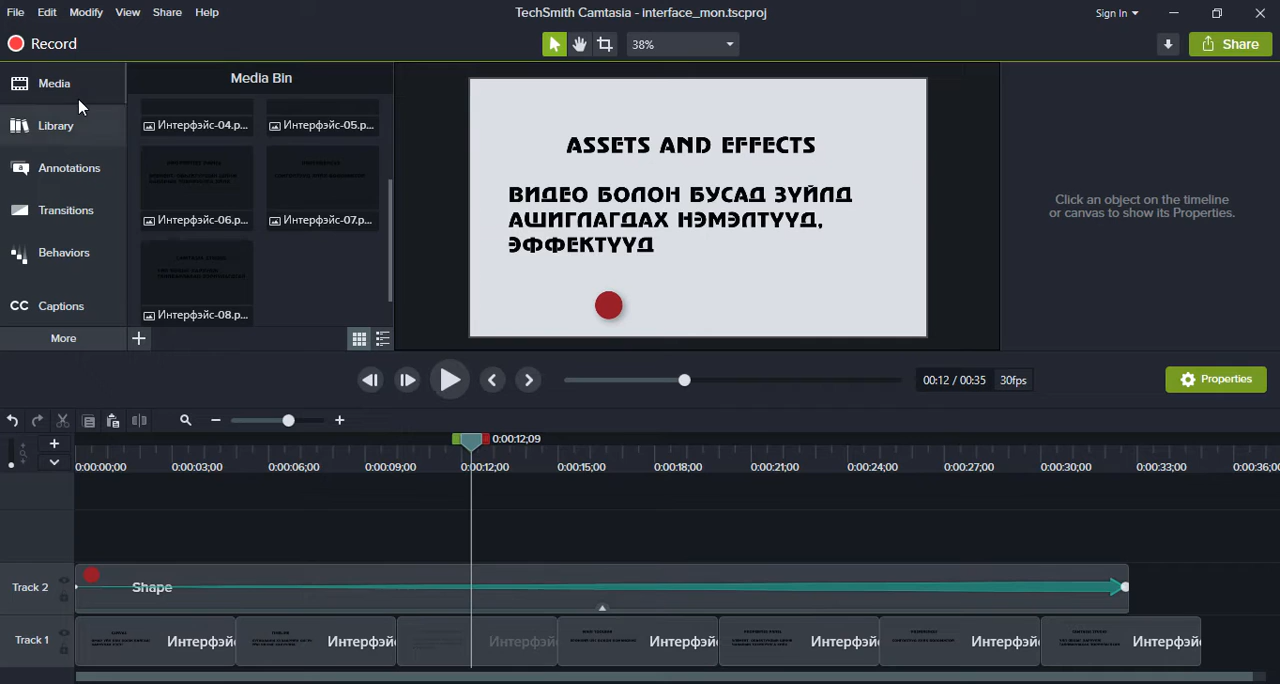 File Edit Modify View Share Help
TechSmith Camtasia - interface_mon.tscproj
Sign In
Record
38%
Share
Media
Library
Annotations
Transitions
Behaviors
CC Captions
More
Media Bin
Интерфэйс-04.p...
Интерфэйс-05.p...
Интерфэйс-06.p...
Интерфэйс-07.p...
Интерфэйс-08.p...
ASSETS AND EFFECTS
ВИДЕО БОЛОН БУСАД ЗҮЙЛД
АШИГЛАГДАХ НЭМЭЛТҮҮД,
ЭФФЕКТҮҮД
Click an object on the timeline
or canvas to show its Properties.
00:12 / 00:35 30fps
Properties
0:00:12;09
0:00:00;00 0:00:03;00 0:00:06;00 0:00:09;00 0:00:12;00 0:00:15;00 0:00:18;00 0:00:21;00 0:00:24;00 0:00:27;00 0:00:30;00 0:00:33;00 0:00:36;0
Track 2
Shape
Track 1
Интерфэйс Интерфэйс Интерфэйс Интерфэйс Интерфэйс Интерфэйс Интерфэйс